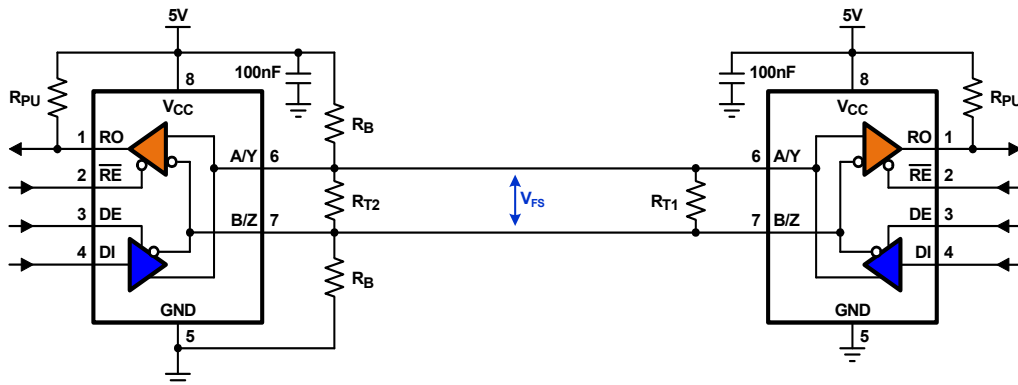 5V
5V
8
100nF
100nF
8
RPU
VCC
RB
VCC
RPU
1
RO
A/Y
6
6
A/Y
RO
1
2
RE
RT2
VFS
RT1
RE
2
3
DE
B/Z
7
7
B/Z
DE
3
4
DI
RB
DI
4
GND
5
GND
5